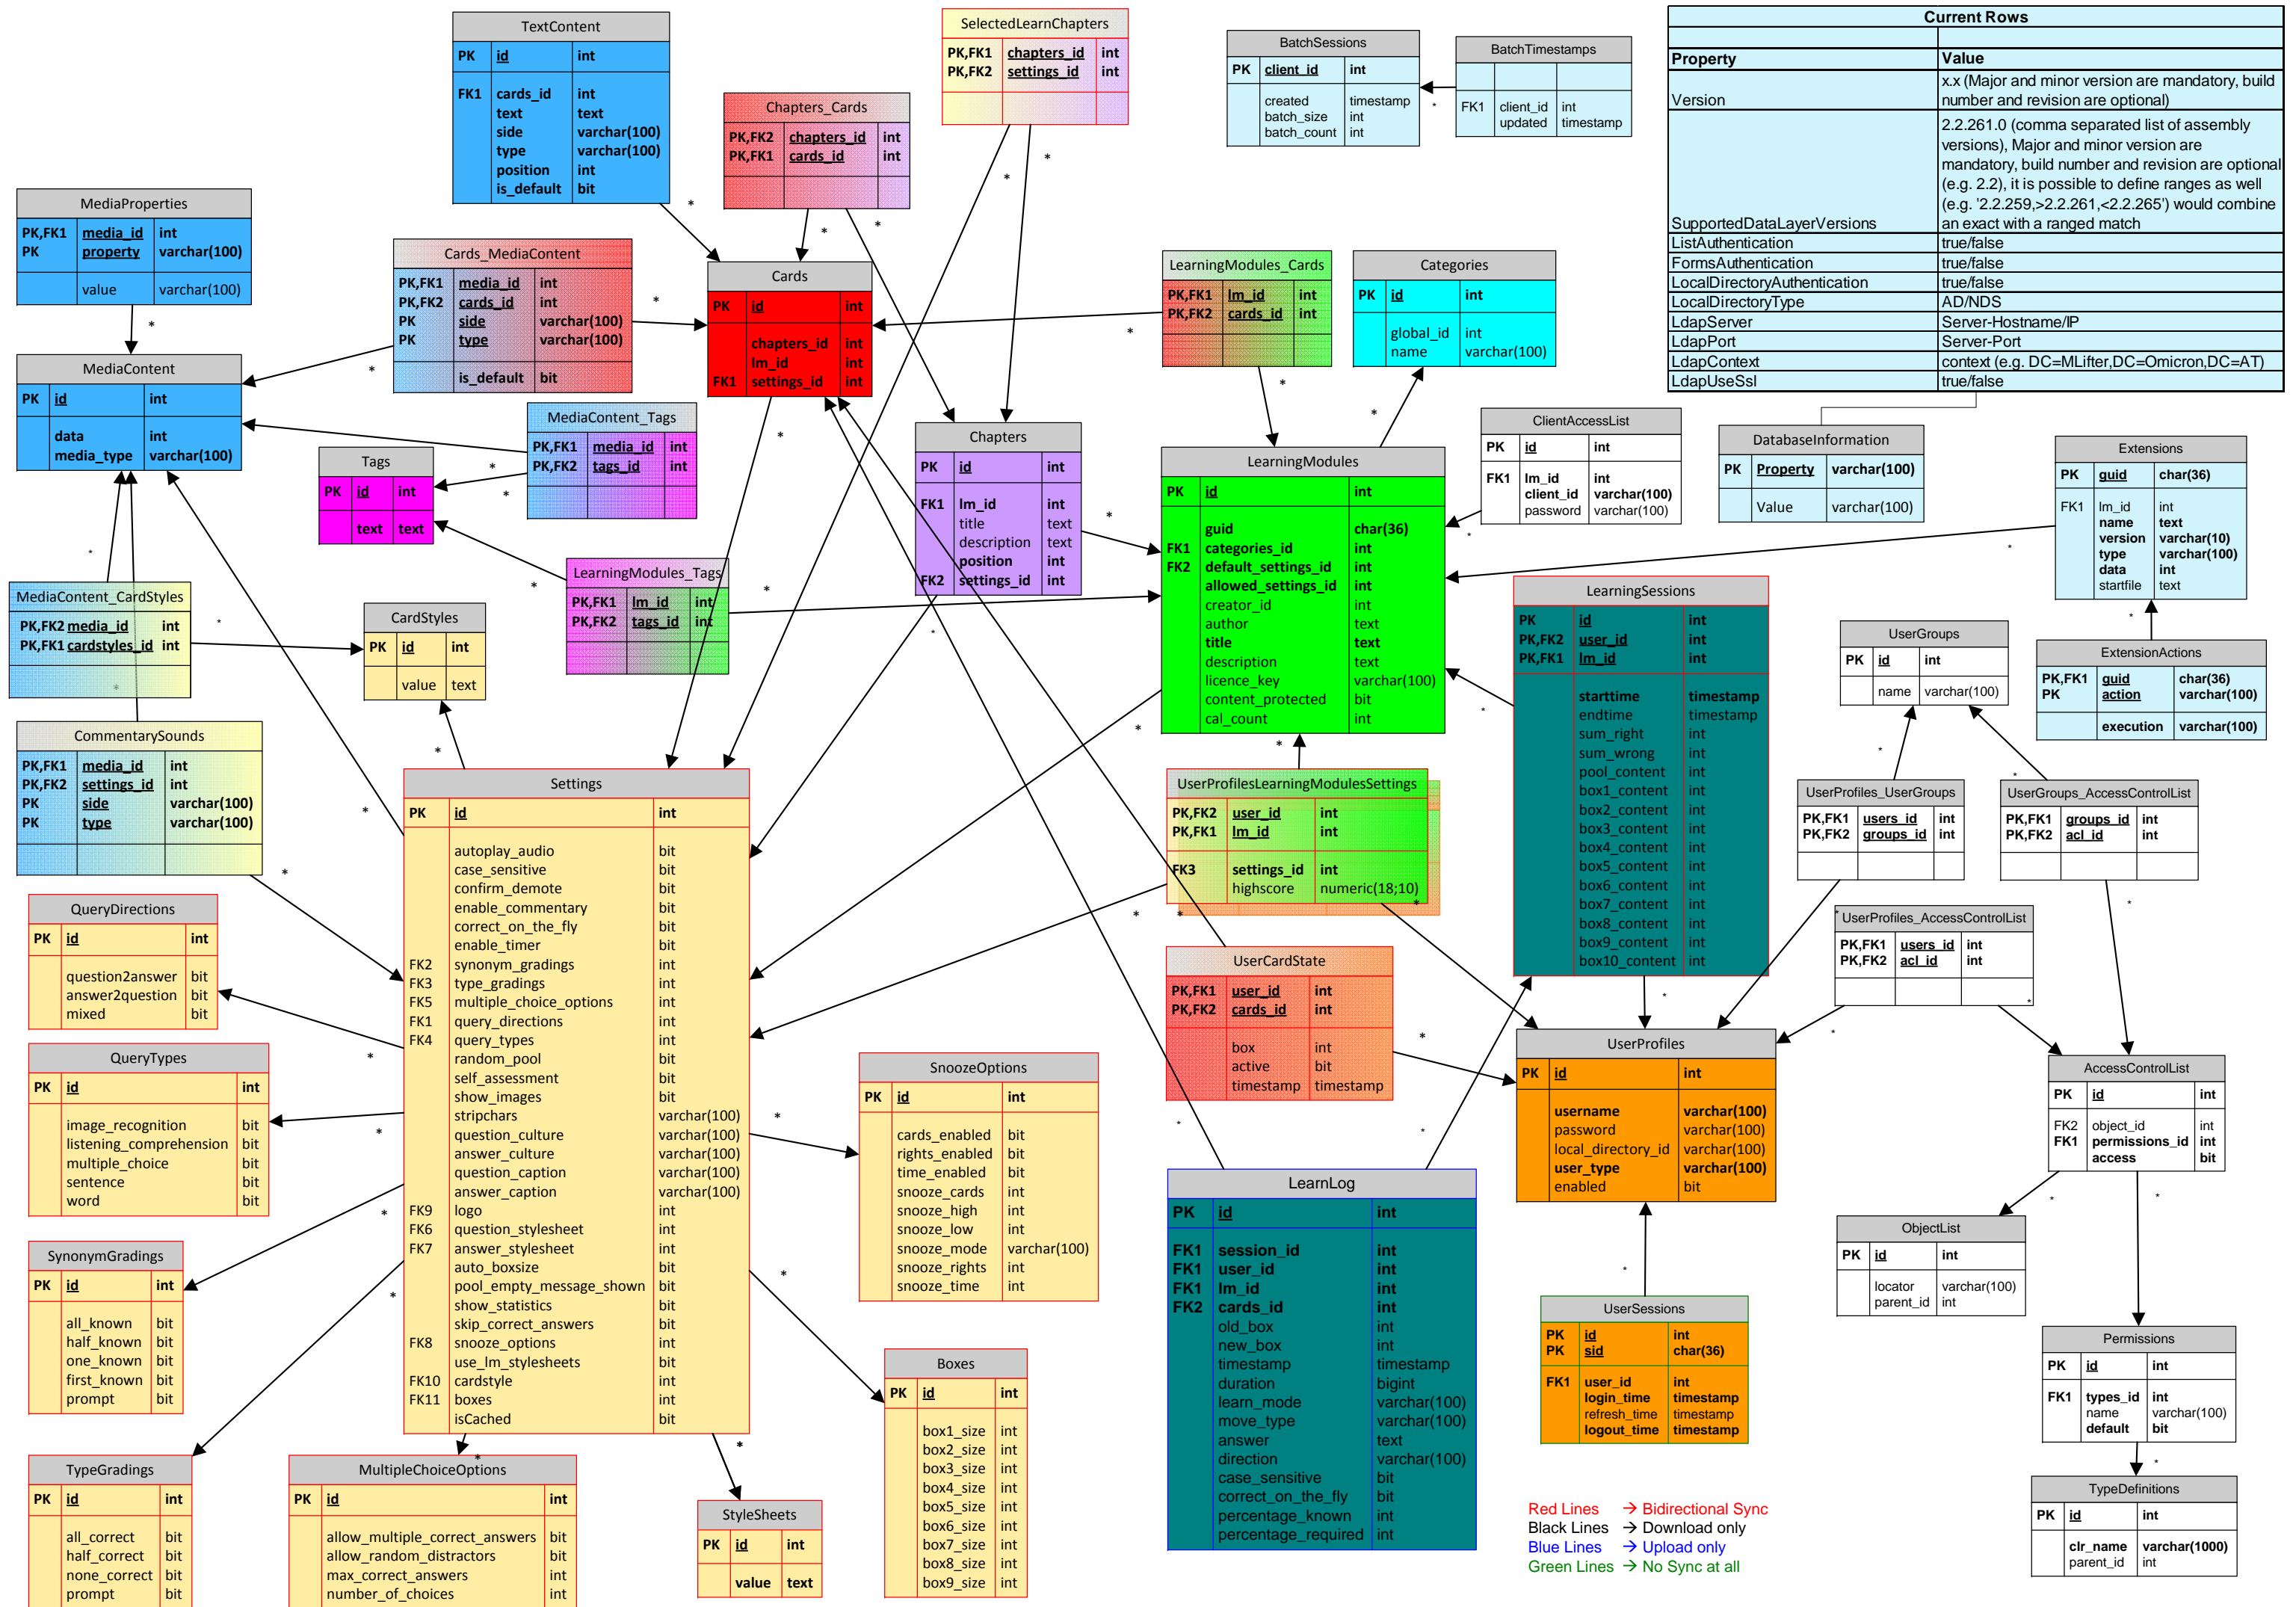 TextContent
PK id int
FK1 cards_id int
text text
side varchar(100)
type varchar(100)
position int
is_default bit
SelectedLearnChapters
PK,FK1 chapters_id int
PK,FK2 settings_id int
Chapters_Cards
PK,FK2 chapters_id int
PK,FK1 cards_id int
BatchSessions
PK client_id int
created timestamp
batch_size int
batch_count int
BatchTimestamps
FK1 client_id int
updated timestamp
Current Rows
Property Value
Version x.x (Major and minor version are mandatory, build
number and revision are optional)
SupportedDataLayerVersions 2.2.261.0 (comma separated list of assembly
versions), Major and minor version are
mandatory, build number and revision are optional
(e.g. 2.2), it is possible to define ranges as well
(e.g. '2.2.259,>2.2.261,<2.2.265') would combine
an exact with a ranged match
ListAuthentication true/false
FormsAuthentication true/false
LocalDirectoryAuthentication true/false
LocalDirectoryType AD/NDS
LdapServer Server-Hostname/IP
LdapPort Server-Port
LdapContext context (e.g. DC=MLifter,DC=Omicron,DC=AT)
LdapUseSsl true/false
MediaProperties
PK,FK1 media_id int
PK property varchar(100)
value varchar(100)
Cards_MediaContent
PK,FK1 media_id int
PK,FK2 cards_id int
PK side varchar(100)
PK type varchar(100)
is_default bit
Cards
PK id int
chapters_id int
lm_id int
FK1 settings_id int
LearningModules_Cards
PK,FK1 lm_id int
PK,FK2 cards_id int
Categories
PK id int
global_id int
name varchar(100)
MediaContent
PK id int
data int
media_type varchar(100)
MediaContent_Tags
PK,FK1 media_id int
PK,FK2 tags_id int
Tags
PK id int
text text
Chapters
PK id int
FK1 lm_id int
title text
description text
position int
FK2 settings_id int
LearningModules
PK id int
guid char(36)
FK1 categories_id int
FK2 default_settings_id int
allowed_settings_id int
creator_id int
author text
title text
description text
licence_key varchar(100)
content_protected bit
cal_count int
ClientAccessList
PK id int
FK1 lm_id int
client_id varchar(100)
password varchar(100)
DatabaseInformation
PK Property varchar(100)
Value varchar(100)
Extensions
PK guid char(36)
FK1 lm_id int
name text
version varchar(10)
type varchar(100)
data int
startfile text
LearningModules_Tags
PK,FK1 lm_id int
PK,FK2 tags_id int
MediaContent_CardStyles
PK,FK2 media_id int
PK,FK1 cardstyles_id int
CardStyles
PK id int
value text
LearningSessions
PK id int
PK,FK2 user_id int
PK,FK1 lm_id int
starttime timestamp
endtime timestamp
sum_right int
sum_wrong int
pool_content int
box1_content int
box2_content int
box3_content int
box4_content int
box5_content int
box6_content int
box7_content int
box8_content int
box9_content int
box10_content int
UserGroups
PK id int
name varchar(100)
ExtensionActions
PK,FK1 guid char(36)
PK action varchar(100)
execution varchar(100)
CommentarySounds
PK,FK1 media_id int
PK,FK2 settings_id int
PK side varchar(100)
PK type varchar(100)
Settings
PK id int
autoplay_audio bit
case_sensitive bit
confirm_demote bit
enable_commentary bit
correct_on_the_fly bit
enable_timer bit
FK2 synonym_gradings int
FK3 type_gradings int
FK5 multiple_choice_options int
FK1 query_directions int
FK4 query_types int
random_pool bit
self_assessment bit
show_images bit
stripchars varchar(100)
question_culture varchar(100)
answer_culture varchar(100)
question_caption varchar(100)
answer_caption varchar(100)
FK9 logo int
FK6 question_stylesheet int
FK7 answer_stylesheet int
auto_boxsize bit
pool_empty_message_shown bit
show_statistics bit
skip_correct_answers bit
FK8 snooze_options int
use_lm_stylesheets bit
FK10 cardstyle int
FK11 boxes int
isCached bit
UserProfilesLearningModulesSettings
PK,FK2 user_id int
PK,FK1 lm_id int
FK3 settings_id int
highscore numeric(18;10)
UserProfiles_UserGroups
PK,FK1 users_id int
PK,FK2 groups_id int
UserGroups_AccessControlList
PK,FK1 groups_id int
PK,FK2 acl_id int
QueryDirections
PK id int
question2answer bit
answer2question bit
mixed bit
UserProfiles_AccessControlList
PK,FK1 users_id int
PK,FK2 acl_id int
UserCardState
PK,FK1 user_id int
PK,FK2 cards_id int
box int
active bit
timestamp timestamp
QueryTypes
PK id int
image_recognition bit
listening_comprehension bit
multiple_choice bit
sentence bit
word bit
SnoozeOptions
PK id int
cards_enabled bit
rights_enabled bit
time_enabled bit
snooze_cards int
snooze_high int
snooze_low int
snooze_mode varchar(100)
snooze_rights int
snooze_time int
UserProfiles
PK id int
username varchar(100)
password varchar(100)
local_directory_id varchar(100)
user_type varchar(100)
enabled bit
AccessControlList
PK id int
FK2 object_id int
FK1 permissions_id int
access bit
LearnLog
PK id int
FK1 session_id int
FK1 user_id int
FK1 lm_id int
FK2 cards_id int
old_box int
new_box int
timestamp timestamp
duration bigint
learn_mode varchar(100)
move_type varchar(100)
answer text
direction varchar(100)
case_sensitive bit
correct_on_the_fly bit
percentage_known int
percentage_required int
ObjectList
PK id int
locator varchar(100)
parent_id int
SynonymGradings
PK id int
all_known bit
half_known bit
one_known bit
first_known bit
prompt bit
UserSessions
PK id int
PK sid char(36)
FK1 user_id int
login_time timestamp
refresh_time timestamp
logout_time timestamp
Permissions
PK id int
FK1 types_id int
name varchar(100)
default bit
Boxes
PK id int
box1_size int
box2_size int
box3_size int
box4_size int
box5_size int
box6_size int
box7_size int
box8_size int
box9_size int
TypeGradings
PK id int
all_correct bit
half_correct bit
none_correct bit
prompt bit
MultipleChoiceOptions
PK id int
allow_multiple_correct_answers bit
allow_random_distractors bit
max_correct_answers int
number_of_choices int
StyleSheets
PK id int
value text
TypeDefinitions
PK id int
clr_name varchar(1000)
parent_id int
Red Lines → Bidirectional Sync
Black Lines → Download only
Blue Lines → Upload only
Green Lines → No Sync at all